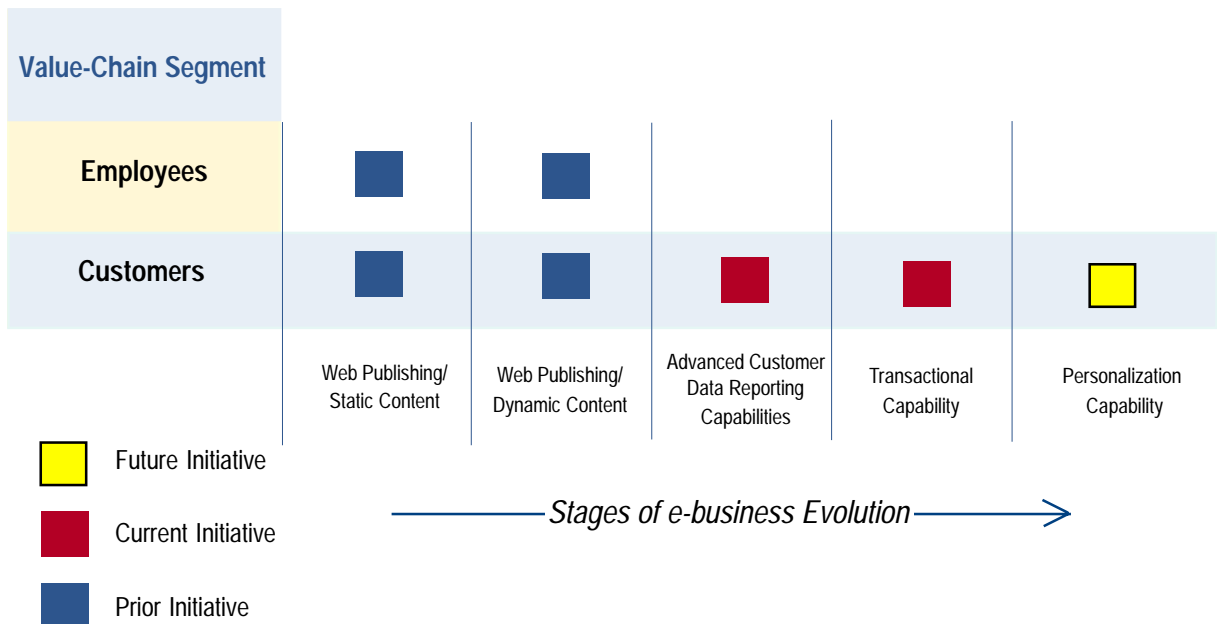 Value-Chain Segment
Employees
Customers
Web Publishing/
Static Content
Web Publishing/
Dynamic Content
Advanced Customer
Data Reporting
Capabilities
Transactional
Capability
Personalization
Capability
Future Initiative
Current Initiative
Prior Initiative
Stages of e-business Evolution